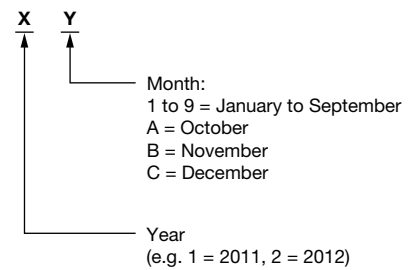 X Y
Month:
1 to 9 = January to September
A = October
B = November
C = December
Year
(e.g. 1 = 2011, 2 = 2012)